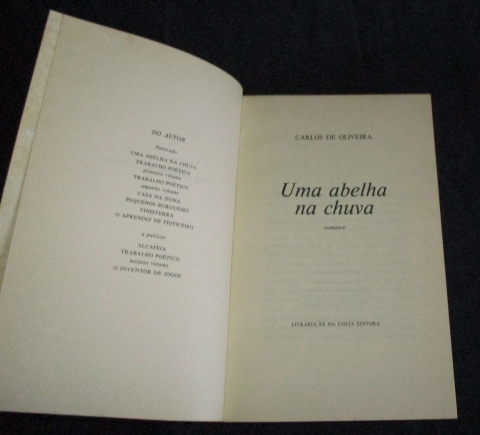 DO AUTOR
Publicado
UMA ABELHA NA CHUVA
TRABALHO POÉTICO
primeiro volume
TRABALHO POÉTICO
segundo volume
CASA NA DUNA
PEQUENOS BURGUESES
FINISTERRA
O APRENDIZ DE FEITICEIRO
a publicar
ALCATEIA
TRABALHO POÉTICO
terceiro volume
O INVENTOR DE JOGOS
CARLOS DE OLIVEIRA
Uma abelha
na chuva
romance
LIVRARIA SÁ DA COSTA EDITORA